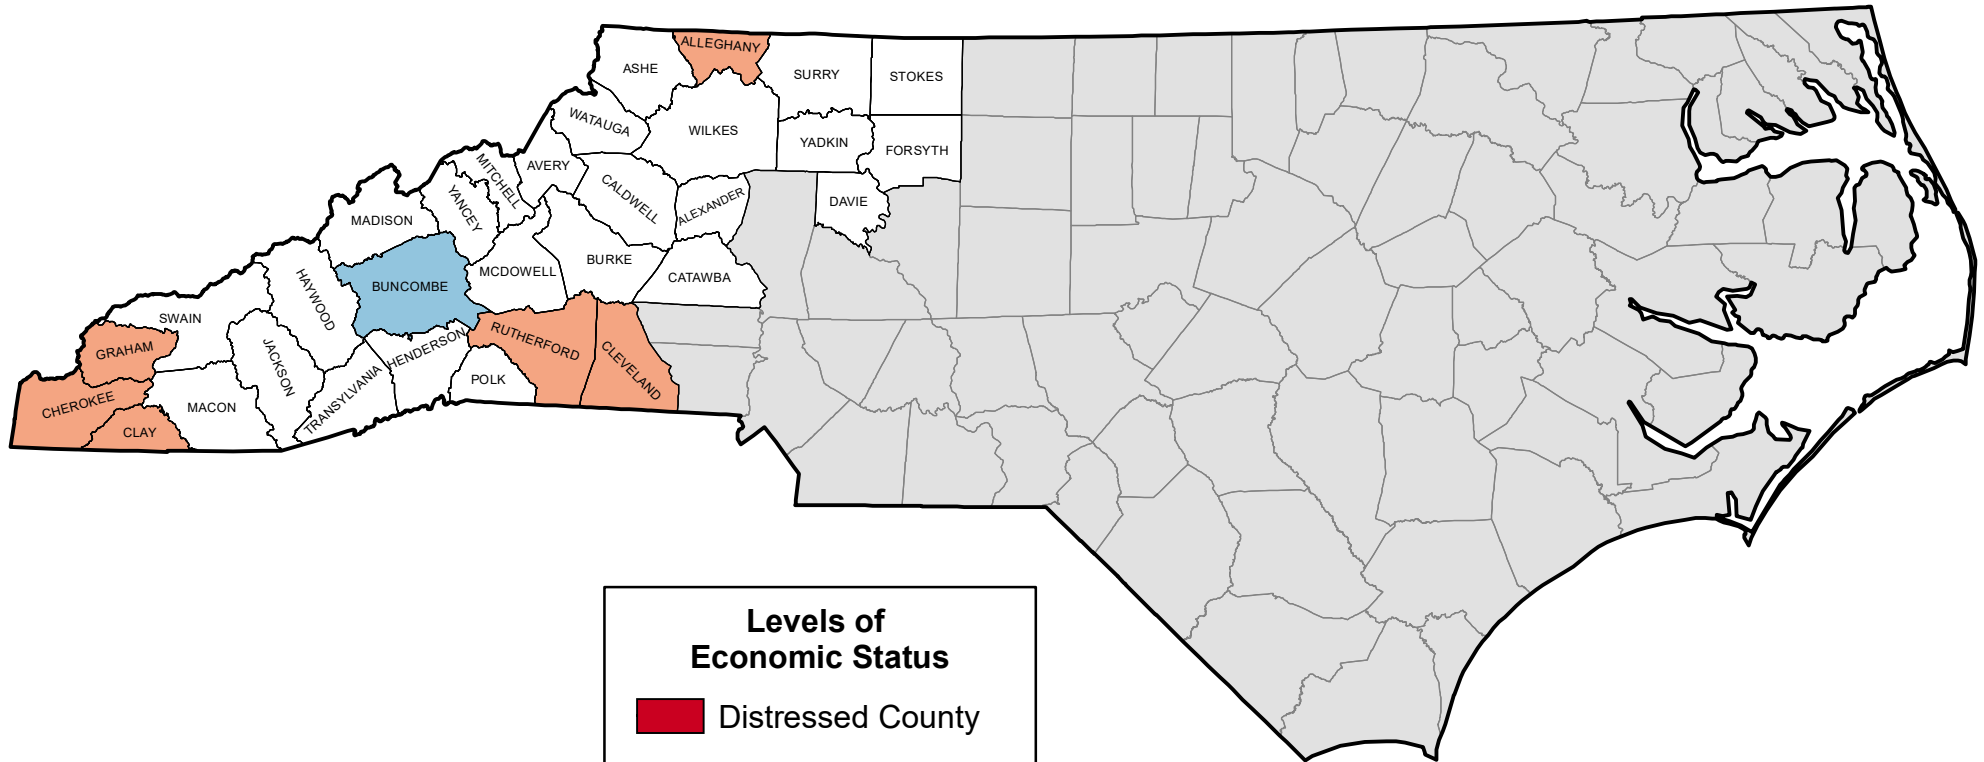 ALLEGHANY
ASHE
SURRY
STOKES
WATAUGA
WILKES
YADKIN
FORSYTH
MITCHELL
AVERY
CALDWELL
ALEXANDER
DAVIE
YANCEY
MADISON
BURKE
MCDOWELL
CATAWBA
BUNCOMBE
HAYWOOD
SWAIN
GRAHAM
JACKSON
HENDERSON
RUTHERFORD
CLEVELAND
TRANSYLVANIA
POLK
CHEROKEE
MACON
CLAY
Levels of
Economic Status
Distressed County